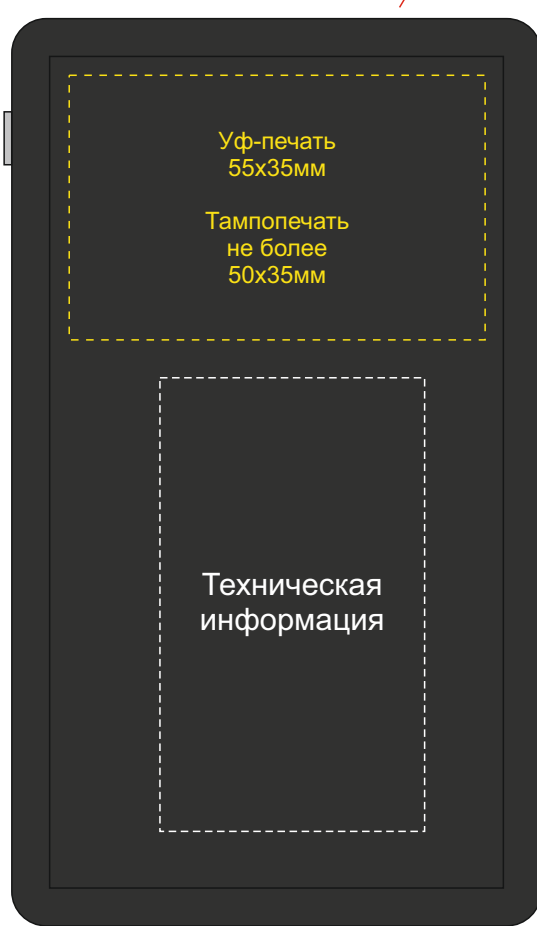 Уф-печать
55х35мм
Тампопечать
не более
50х35мм
Техническая
информация